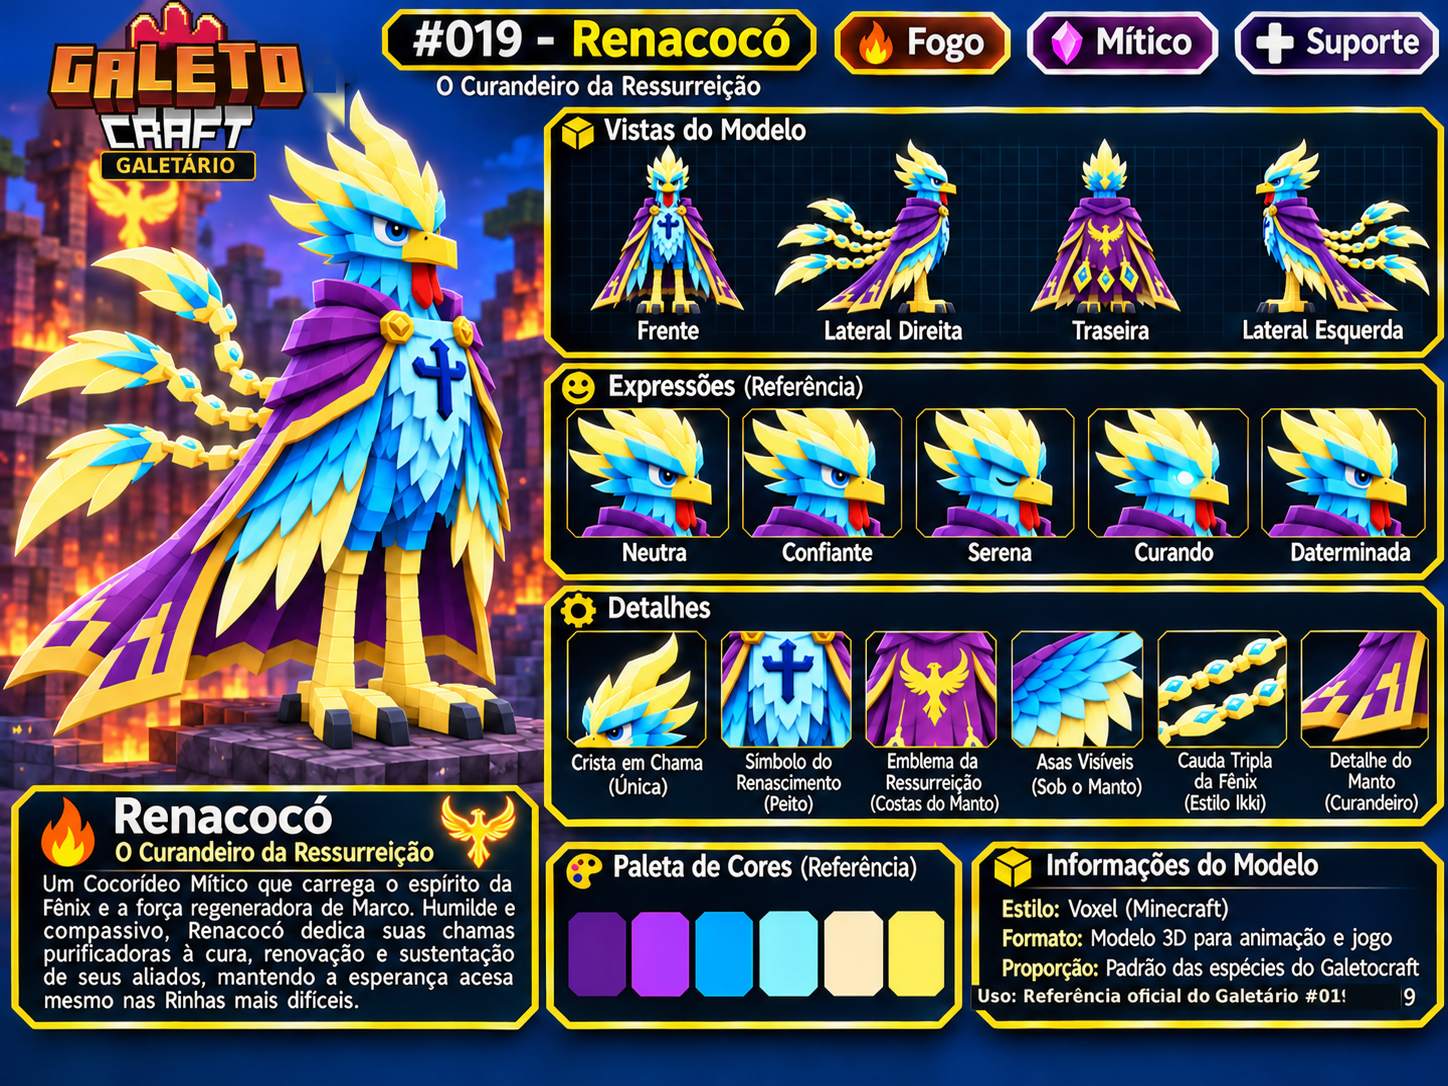 GALETO
CRAFT
GALETÁRIO
#019 - Renacocó
O Curandeiro da Ressurreição
Fogo
Mítico
Suporte
Vistas do Modelo
Frente
Lateral Direita
Traseira
Lateral Esquerda
Expressões (Referência)
Neutra
Confiante
Serena
Curando
Daterminada
Detalhes
Crista em Chama
(Única)
Símbolo do
Renascimento
(Peito)
Emblema da
Ressurreição
(Costas do Manto)
Asas Visíveis
(Sob o Manto)
Cauda Tripla
da Fênix
(Estilo Ikki)
Detalhe do
Manto
(Curandeiro)
Renacocó
O Curandeiro da Ressurreição
Um Cocorídeo Mítico que carrega o espírito da
Fênix e a força regeneradora de Marco. Humilde e
compassivo, Renacocó dedica suas chamas
purificadoras à cura, renovação e sustentação
de seus aliados, mantendo a esperança acesa
mesmo nas Rinhas mais difíceis.
Paleta de Cores (Referência)
Informações do Modelo
Estilo: Voxel (Minecraft)
Formato: Modelo 3D para animação e jogo
Proporção: Padrão das espécies do Galetocraft
Uso: Referência oficial do Galetário #019 9